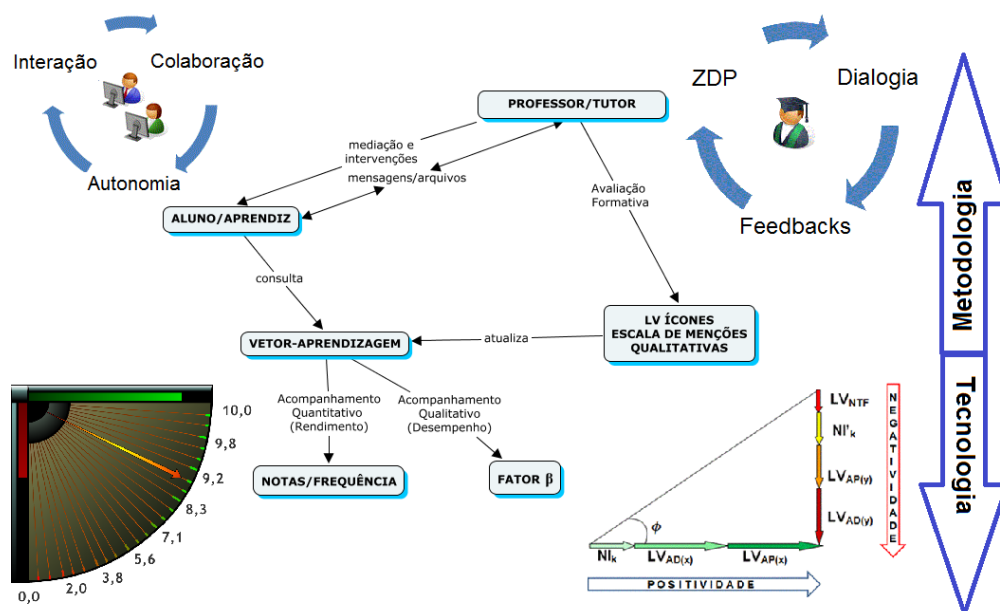 Interação
Colaboração
Autonomia
ZDP
Dialogia
Feedbacks
PROFESSOR/TUTOR
mediação e
intervenções
mensagens/arquivos
Avaliação
Formativa
ALUNO/APRENDIZ
consulta
LV ÍCONES
ESCALA DE MENÇÕES
QUALITATIVAS
atualiza
VETOR-APRENDIZAGEM
Acompanhamento
Quantitativo
(Rendimento)
Acompanhamento
Qualitativo
(Desempenho)
NOTAS/FREQUÊNCIA
FATOR β
10,0
9,8
9,2
8,3
7,1
5,6
3,8
2,0
0,0
LVNTF
NI'k
LVAP(y)
LVAD(y)
ϕ
NIk
LVAD(x)
LVAP(x)
POSITIVIDADE
NEGATIVIDADE
Metodologia
Tecnologia